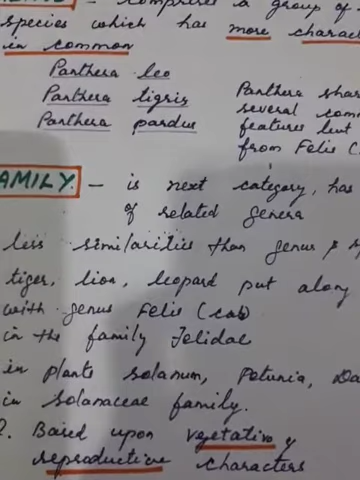 comprises a group of
species which has more charac
in common
Panthera leo
Panthera tigris
Panthera pardus
Panthera shar
several com
features but
from Felis (
AMILY – is next category, has
of related genera
less similarities than genus &
tiger, lion, leopard put along
with genus Felis (cat)
in the family Felidae
in plants solanum, Petunia, Da
in solanaceae family.
2. Based upon vegetative &
reproductive characters